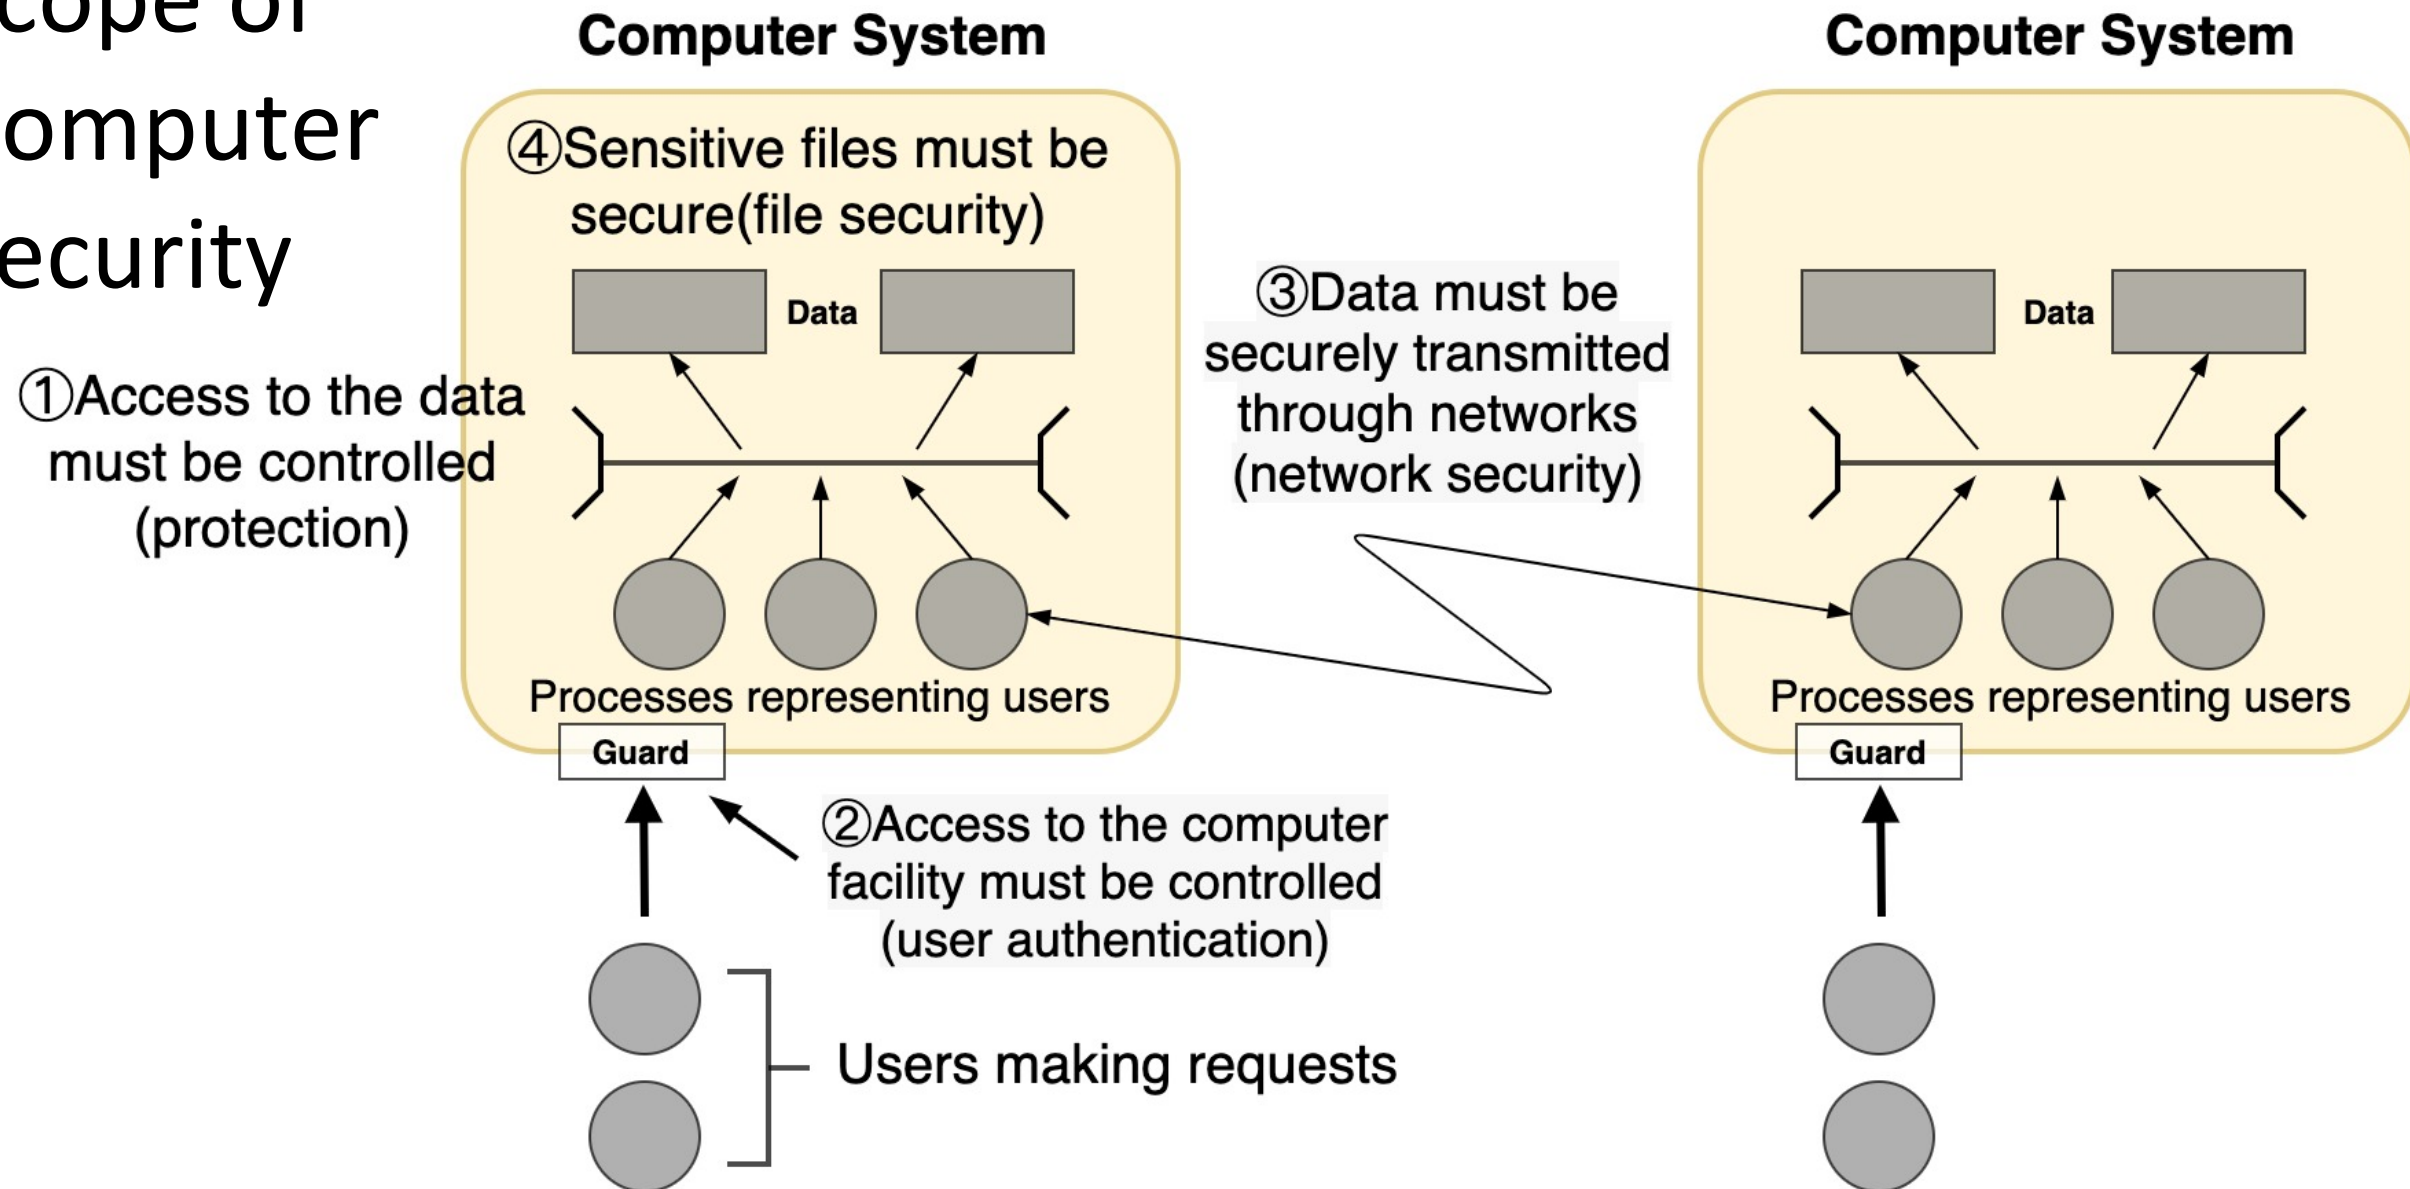 cope of
omputer
ecurity
Computer System
④Sensitive files must be
secure(file security)
Data
①Access to the data
must be controlled
(protection)
Processes representing users
Guard
②Access to the computer
facility must be controlled
(user authentication)
Users making requests
③Data must be
securely transmitted
through networks
(network security)
Computer System
Data
Processes representing users
Guard